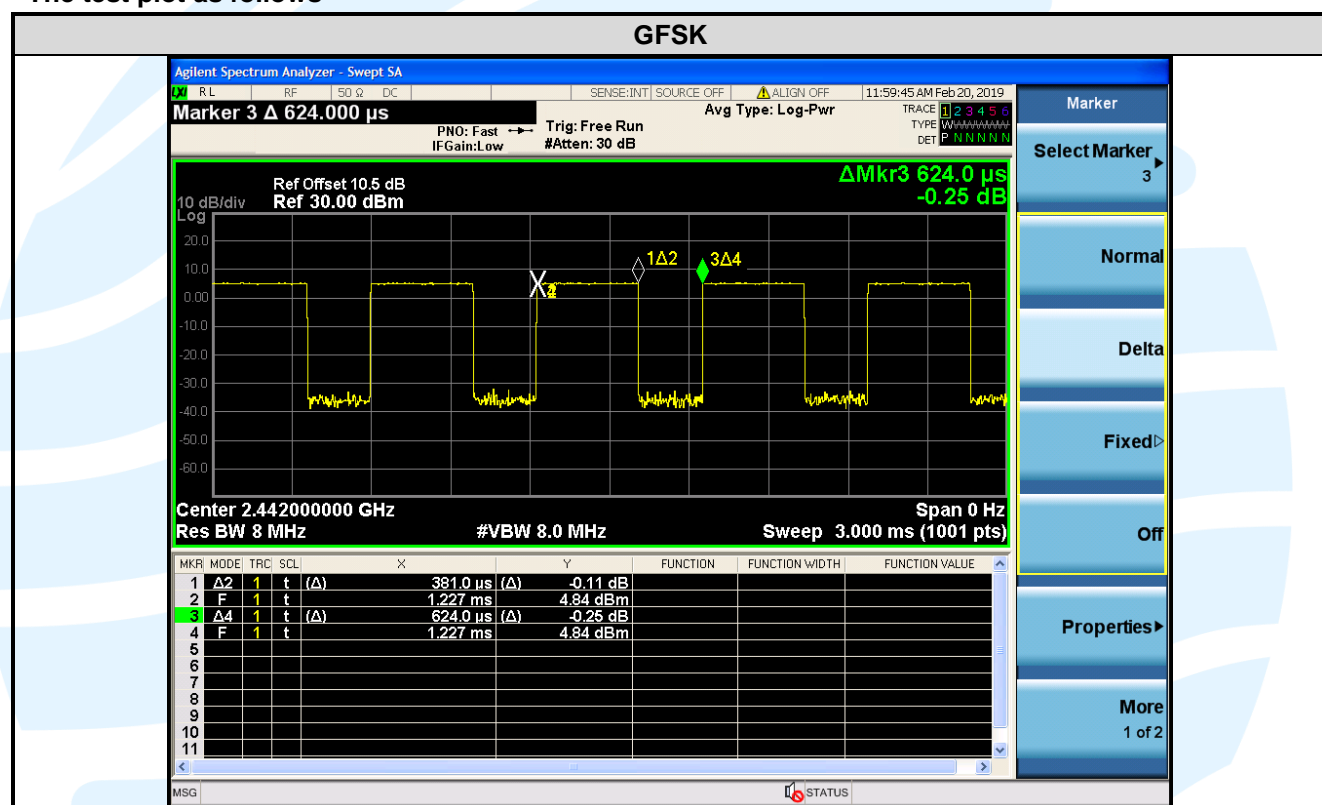 The test plot as follows
GFSK
Agilent Spectrum Analyzer - Swept SA
LXI RL RF 50 Ω DC SENSE:INT SOURCE OFF ALIGN OFF 11:59:45 AM Feb 20, 2019
Marker 3 Δ 624.000 µs
PNO: Fast
IFGain:Low
Trig: Free Run
#Atten: 30 dB
Avg Type: Log-Pwr
TRACE 1 2 3 4 5 6
TYPE WWWWWW
DET P N N N N N
ΔMkr3 624.0 µs
-0.25 dB
Ref Offset 10.5 dB
10 dB/div Ref 30.00 dBm
Log
20.0
10.0
0.00
-10.0
-20.0
-30.0
-40.0
-50.0
-60.0
1Δ2 3Δ4
Center 2.442000000 GHz Span 0 Hz
Res BW 8 MHz #VBW 8.0 MHz Sweep 3.000 ms (1001 pts)
MKR MODE TRC SCL X Y FUNCTION FUNCTION WIDTH FUNCTION VALUE
1 Δ2 1 t (Δ) 381.0 µs (Δ) -0.11 dB
2 F 1 t 1.227 ms 4.84 dBm
3 Δ4 1 t (Δ) 624.0 µs (Δ) -0.25 dB
4 F 1 t 1.227 ms 4.84 dBm
5
6
7
8
9
10
11
MSG STATUS
Marker
Select Marker
3
Normal
Delta
Fixed
Off
Properties
More
1 of 2